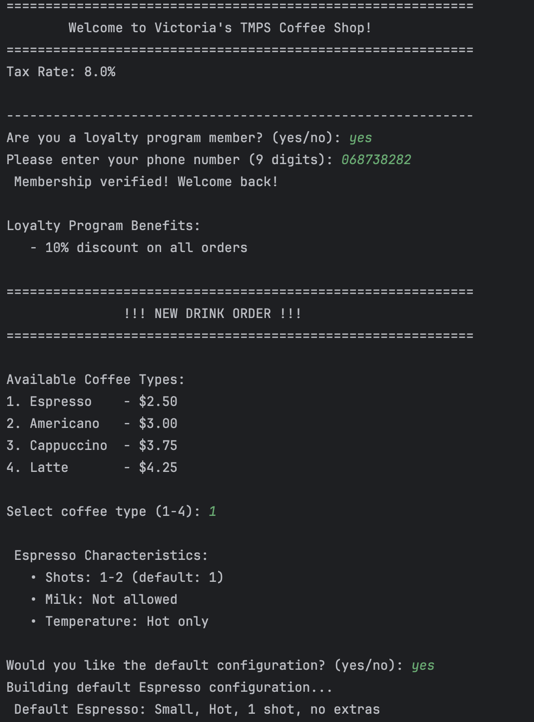 ============================================================
        Welcome to Victoria's TMPS Coffee Shop!
============================================================
Tax Rate: 8.0%

------------------------------------------------------------
Are you a loyalty program member? (yes/no): yes
Please enter your phone number (9 digits): 068738282
 Membership verified! Welcome back!

Loyalty Program Benefits:
   - 10% discount on all orders

============================================================
               !!! NEW DRINK ORDER !!!
============================================================

Available Coffee Types:
1. Espresso    - $2.50
2. Americano   - $3.00
3. Cappuccino  - $3.75
4. Latte       - $4.25

Select coffee type (1-4): 1

 Espresso Characteristics:
   • Shots: 1-2 (default: 1)
   • Milk: Not allowed
   • Temperature: Hot only

Would you like the default configuration? (yes/no): yes
Building default Espresso configuration...
 Default Espresso: Small, Hot, 1 shot, no extras